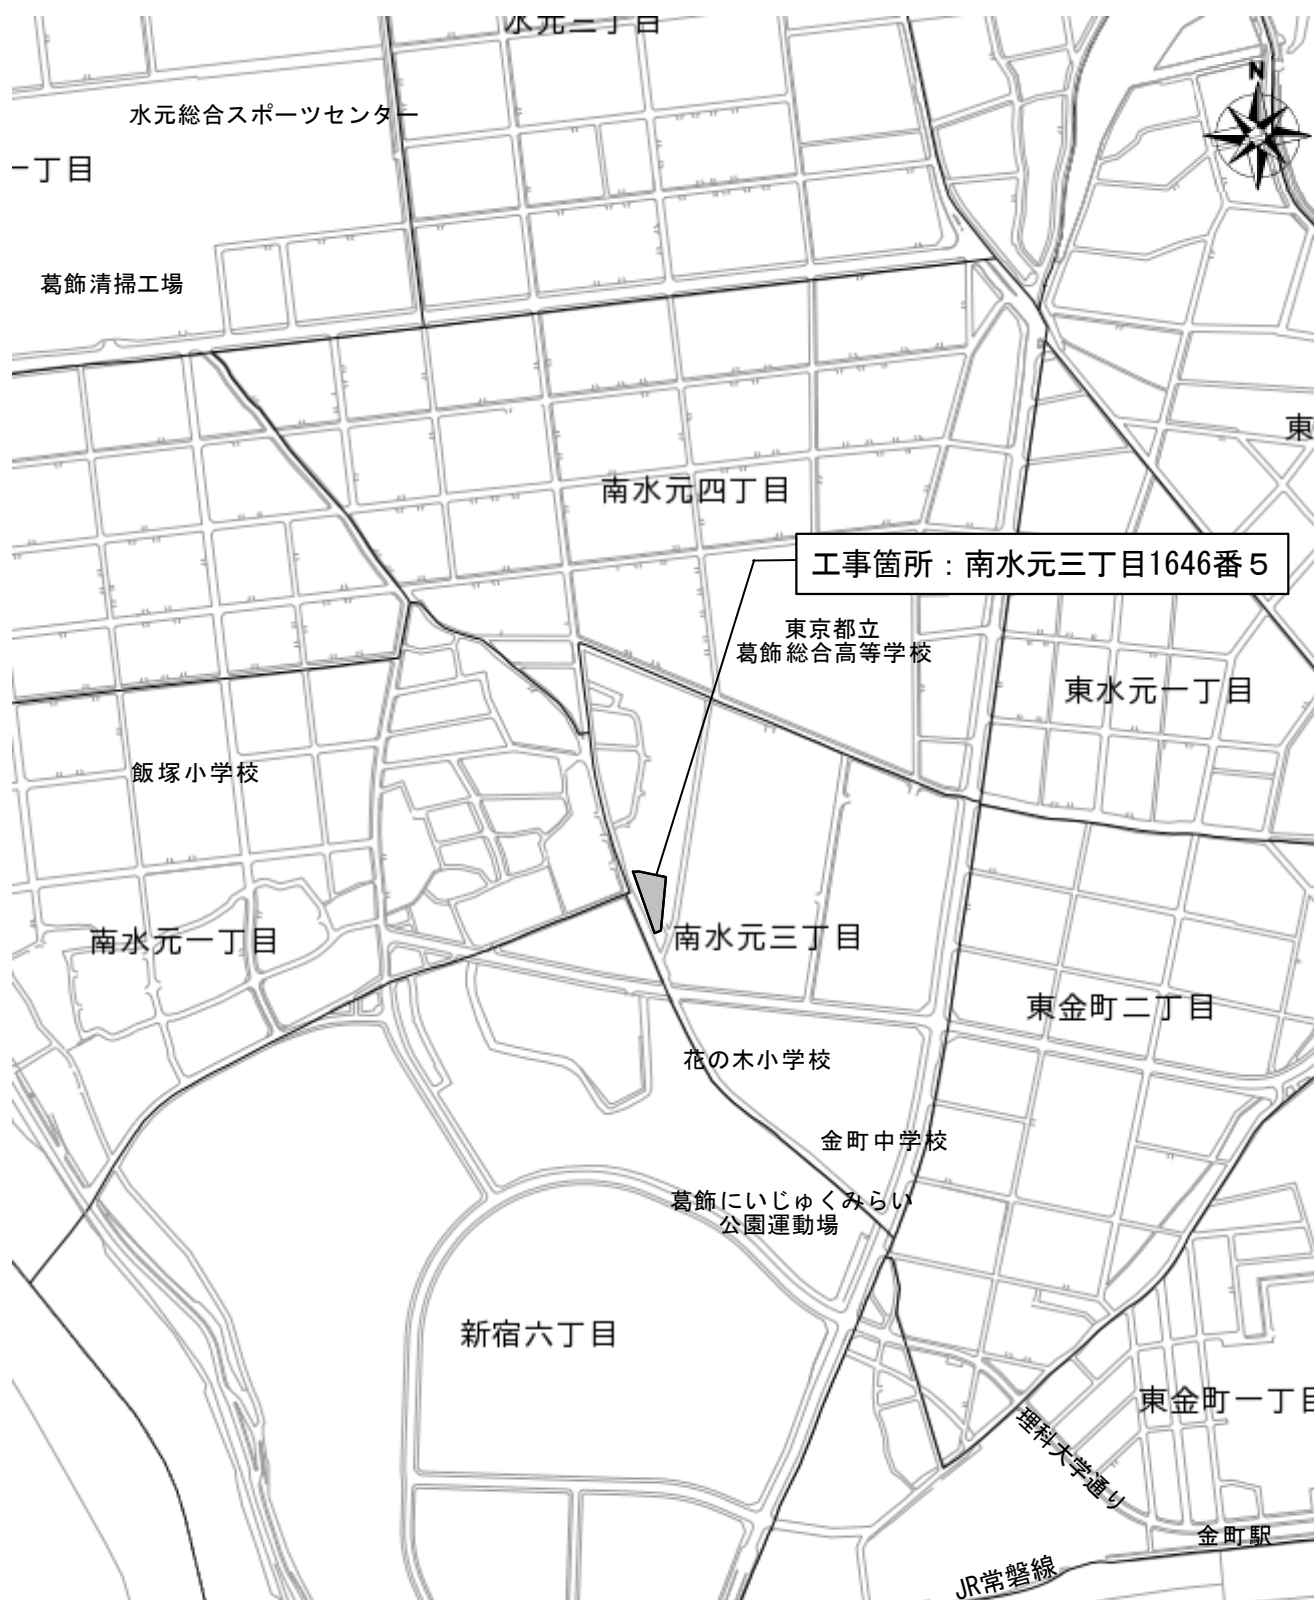 水元三丁目
N
水元総合スポーツセンター
一丁目
葛飾清掃工場
東
南水元四丁目
工事箇所：南水元三丁目1646番５
東京都立
葛飾総合高等学校
東水元一丁目
飯塚小学校
南水元一丁目
南水元三丁目
東金町二丁目
花の木小学校
金町中学校
葛飾にいじゅくみらい
公園運動場
新宿六丁目
東金町一丁目
理科大学通り
金町駅
JR常磐線